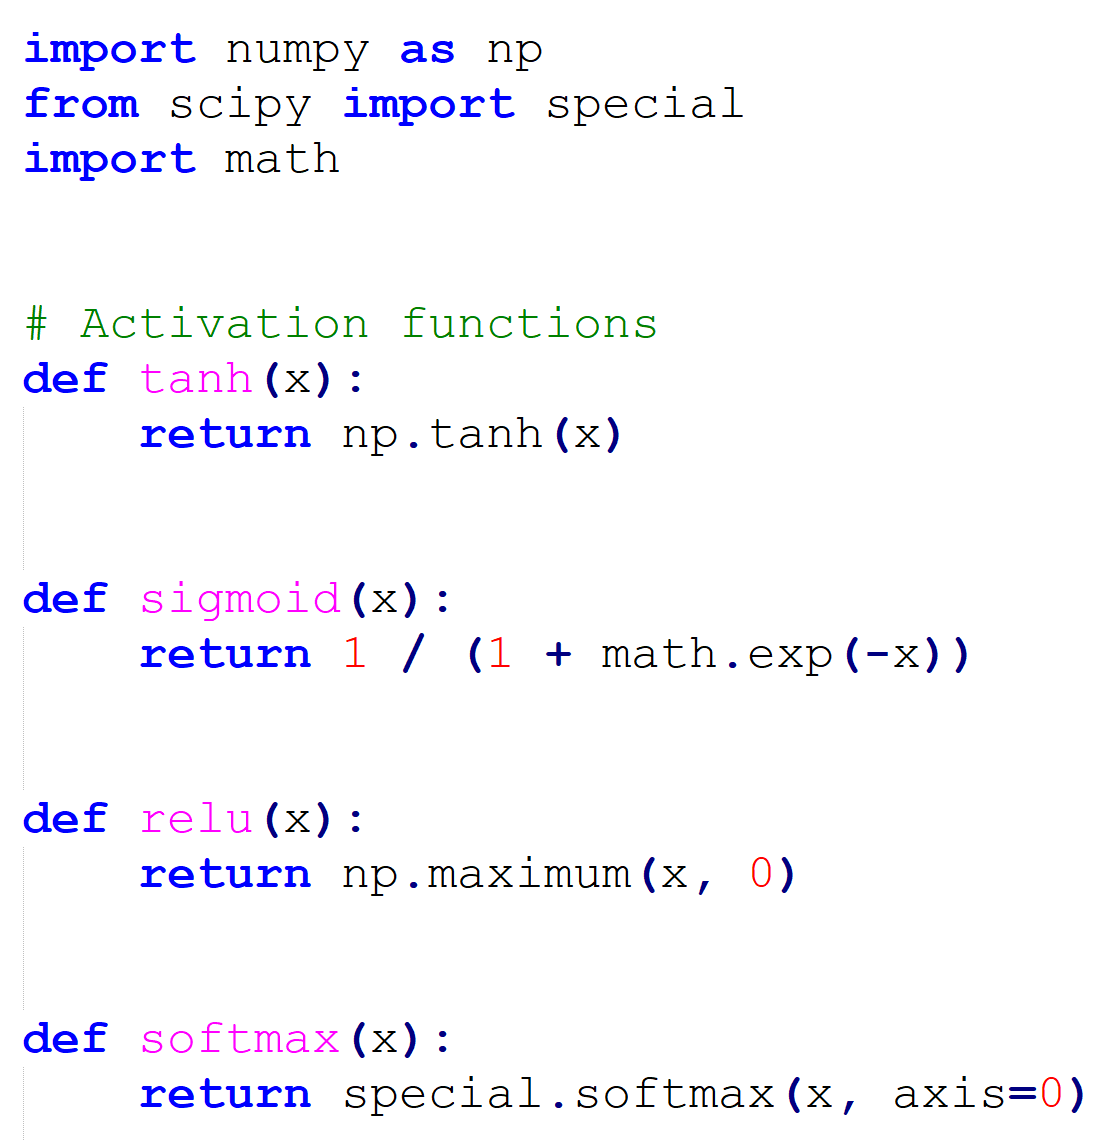 import numpy as np
from scipy import special
import math
# Activation functions
def tanh(x):
    return np.tanh(x)
def sigmoid(x):
    return 1 / (1 + math.exp(-x))
def relu(x):
    return np.maximum(x, 0)
def softmax(x):
    return special.softmax(x, axis=0)